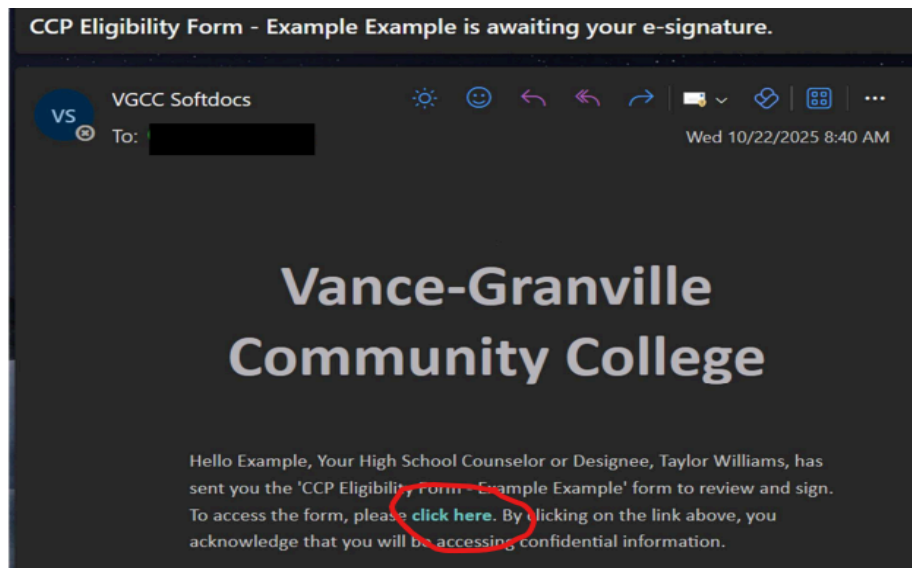 CCP Eligibility Form - Example Example is awaiting your e-signature.
VS
VGCC Softdocs
To:
Wed 10/22/2025 8:40 AM
Vance-Granville
Community College
Hello Example, Your High School Counselor or Designee, Taylor Williams, has
sent you the 'CCP Eligibility Form - Example Example' form to review and sign.
To access the form, please click here. By clicking on the link above, you
acknowledge that you will be accessing confidential information.